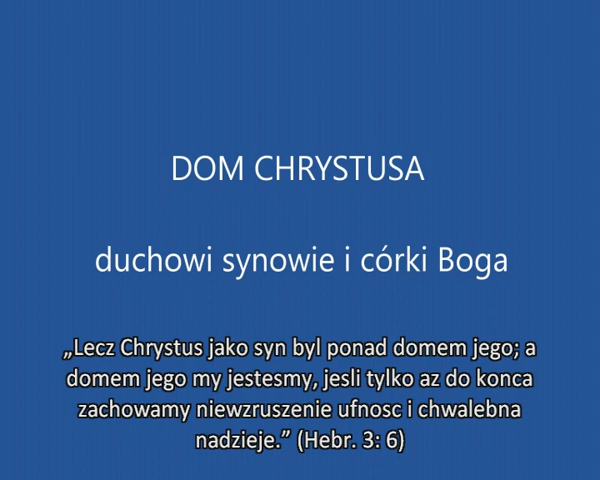 DOM CHRYSTUSA
duchowi synowie i córki Boga
„Lecz Chrystus jako syn byl ponad domem jego; a
domem jego my jestesmy, jesli tylko az do konca
zachowamy niewzruszenie ufnosc i chwalebna
nadzieje.” (Hebr. 3: 6)